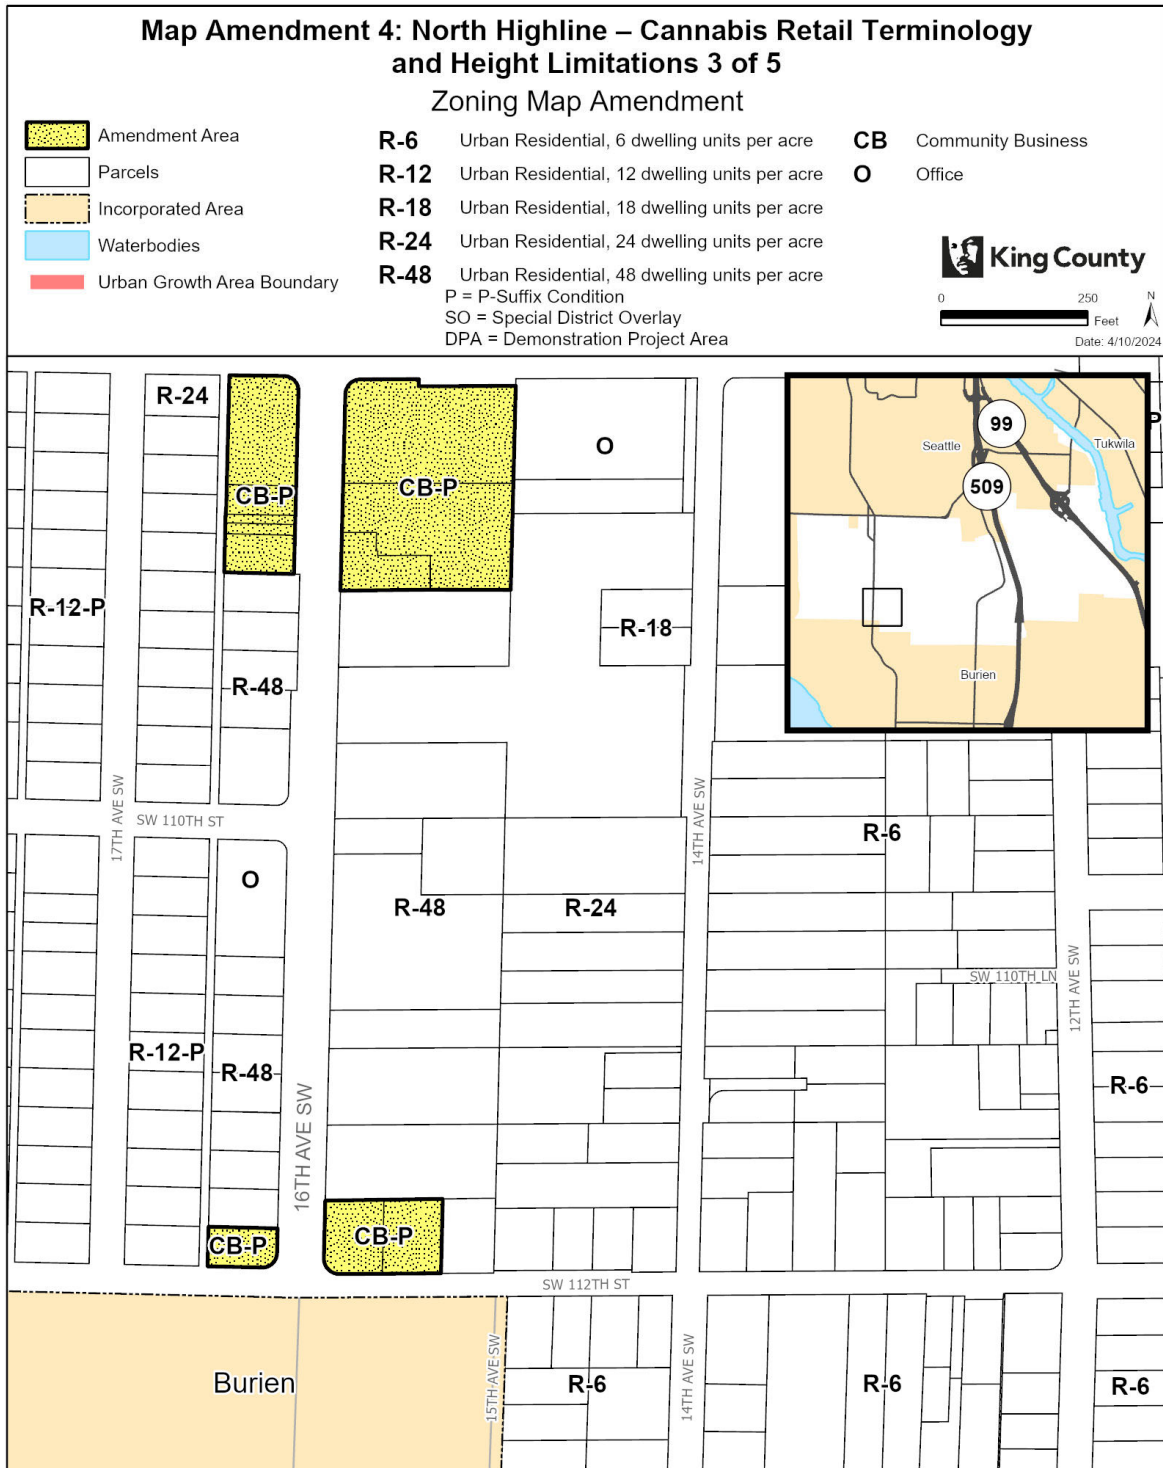 Map Amendment 4: North Highline – Cannabis Retail Terminology
and Height Limitations 3 of 5
Zoning Map Amendment
Amendment Area
Parcels
Incorporated Area
Waterbodies
Urban Growth Area Boundary
R-6 Urban Residential, 6 dwelling units per acre
R-12 Urban Residential, 12 dwelling units per acre
R-18 Urban Residential, 18 dwelling units per acre
R-24 Urban Residential, 24 dwelling units per acre
R-48 Urban Residential, 48 dwelling units per acre
P = P-Suffix Condition
SO = Special District Overlay
DPA = Demonstration Project Area
CB Community Business
O Office
King County
0 250
Feet
N
Date: 4/10/2024
R-24
CB-P
CB-P
O
99
Seattle
Tukwila
509
Burien
P
R-12-P
R-18
R-48
17TH AVE SW
SW 110TH ST
14TH AVE SW
R-6
O
R-48
R-24
SW 110TH LN
12TH AVE SW
R-12-P
R-48
R-6
16TH AVE SW
CB-P
CB-P
SW 112TH ST
Burien
15TH AVE SW
R-6
14TH AVE SW
R-6
R-6